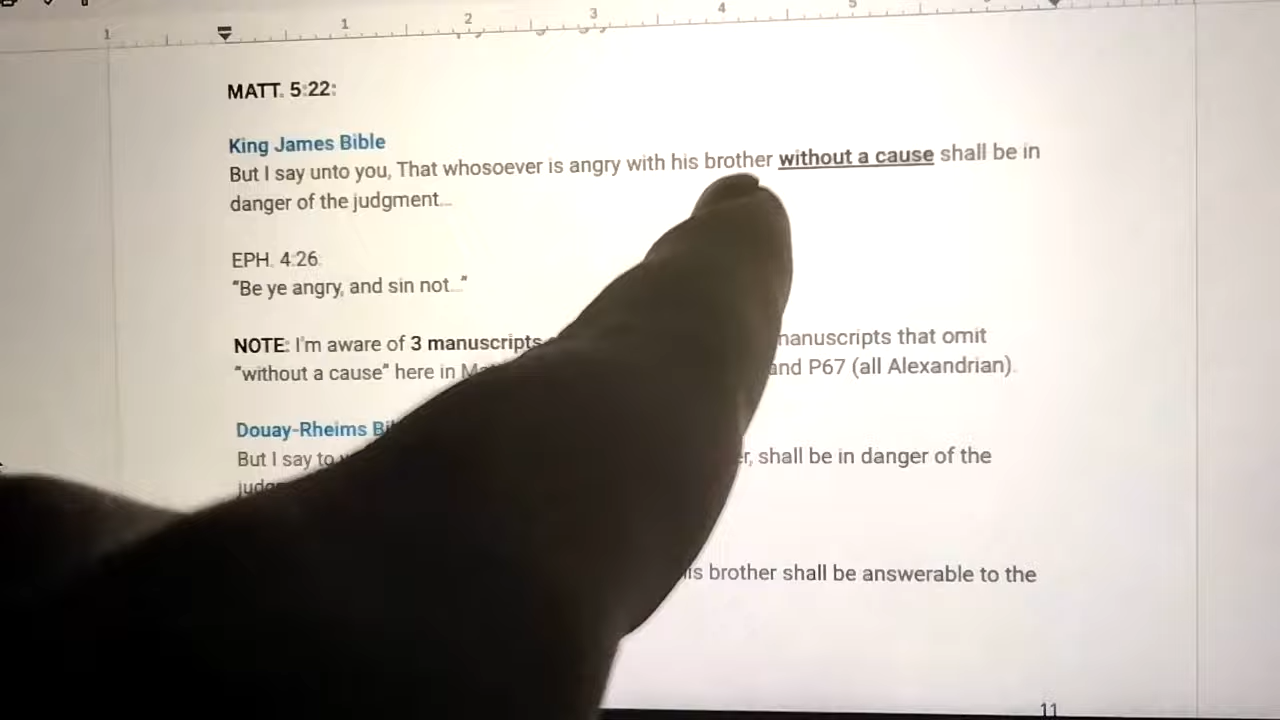 1 1 2 3 4 5
MATT. 5:22:
King James Bible
But I say unto you, That whosoever is angry with his brother without a cause shall be in
danger of the judgment...
EPH. 4:26:
"Be ye angry, and sin not..."
NOTE: I'm aware of 3 manuscripts manuscripts that omit
"without a cause" here in and P67 (all Alexandrian).
Douay-Rheims
But I say to shall be in danger of the
brother shall be answerable to the
11